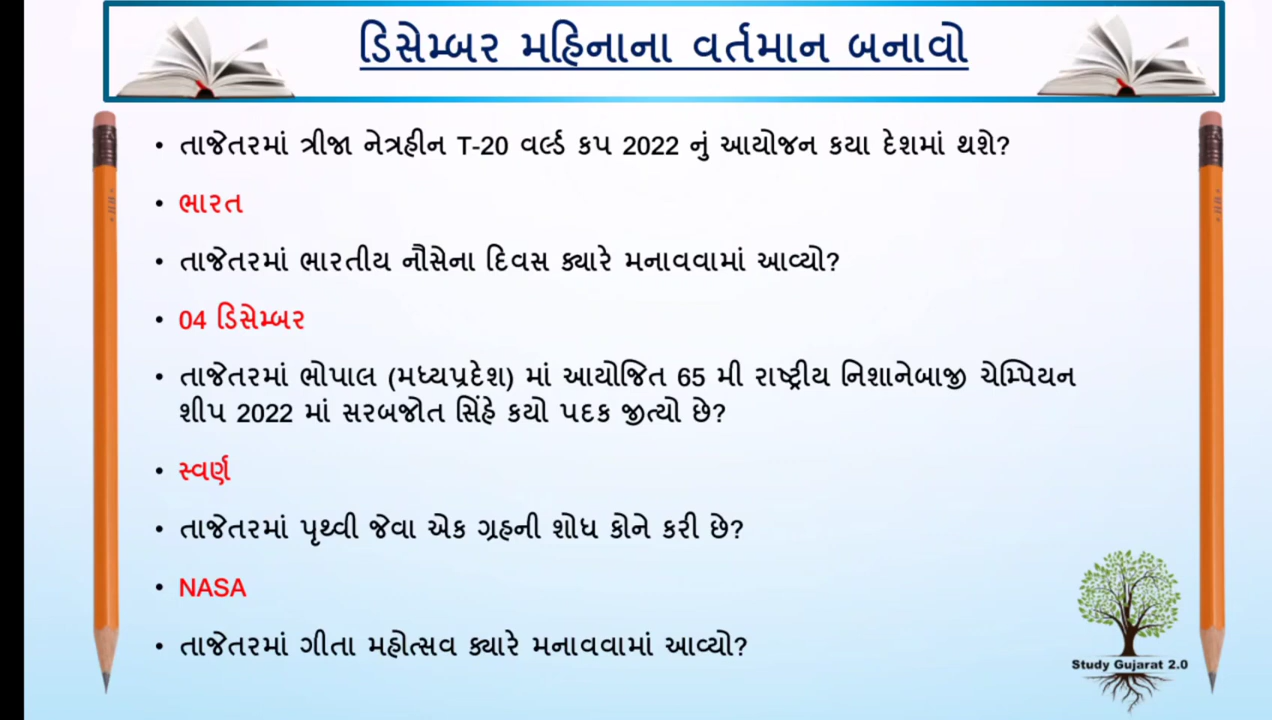 ડિસેમ્બર મહિનાના વર્તમાન બનાવો
• તાજેતરમાં ત્રીજા નેત્રહીન T-20 વર્લ્ડ કપ 2022 નું આયોજન કયા દેશમાં થશે?
• ભારત
• તાજેતરમાં ભારતીય નૌસેના દિવસ ક્યારે મનાવવામાં આવ્યો?
• 04 ડિસેમ્બર
• તાજેતરમાં ભોપાલ (મધ્યપ્રદેશ) માં આયોજિત 65 મી રાષ્ટ્રીય નિશાનેબાજી ચેમ્પિયન
શીપ 2022 માં સરબજોત સિંહે કયો પદક જીત્યો છે?
• સ્વર્ણ
• તાજેતરમાં પૃથ્વી જેવા એક ગ્રહની શોધ કોને કરી છે?
• NASA
• તાજેતરમાં ગીતા મહોત્સવ ક્યારે મનાવવામાં આવ્યો?
Study Gujarat 2.0